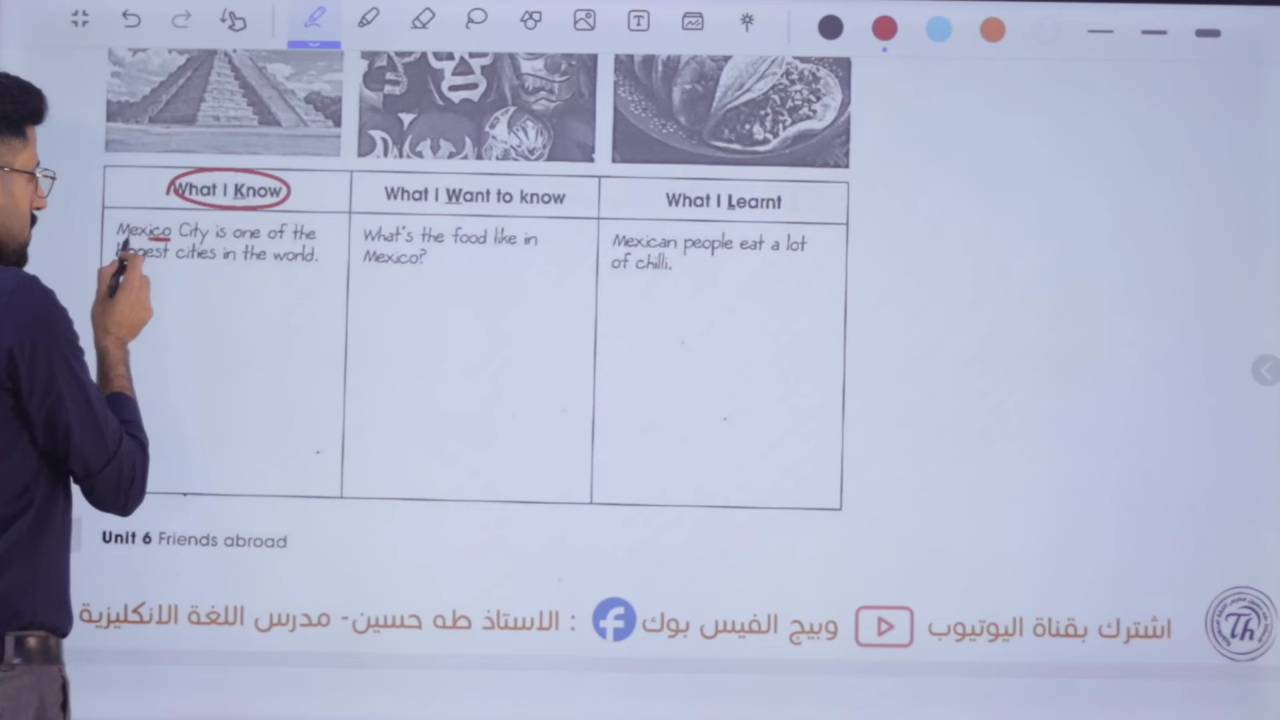 What I Know
What I Want to know
What I Learnt
Mexico City is one of the
cities in the world.
What's the food like in
Mexico?
Mexican people eat a lot
of chilli.
Unit 6 Friends abroad
اشترك بقناة اليوتيوب وبيج الفيس بوك : الاستاذ طه حسين- مدرس اللغة الانكليزية
Th